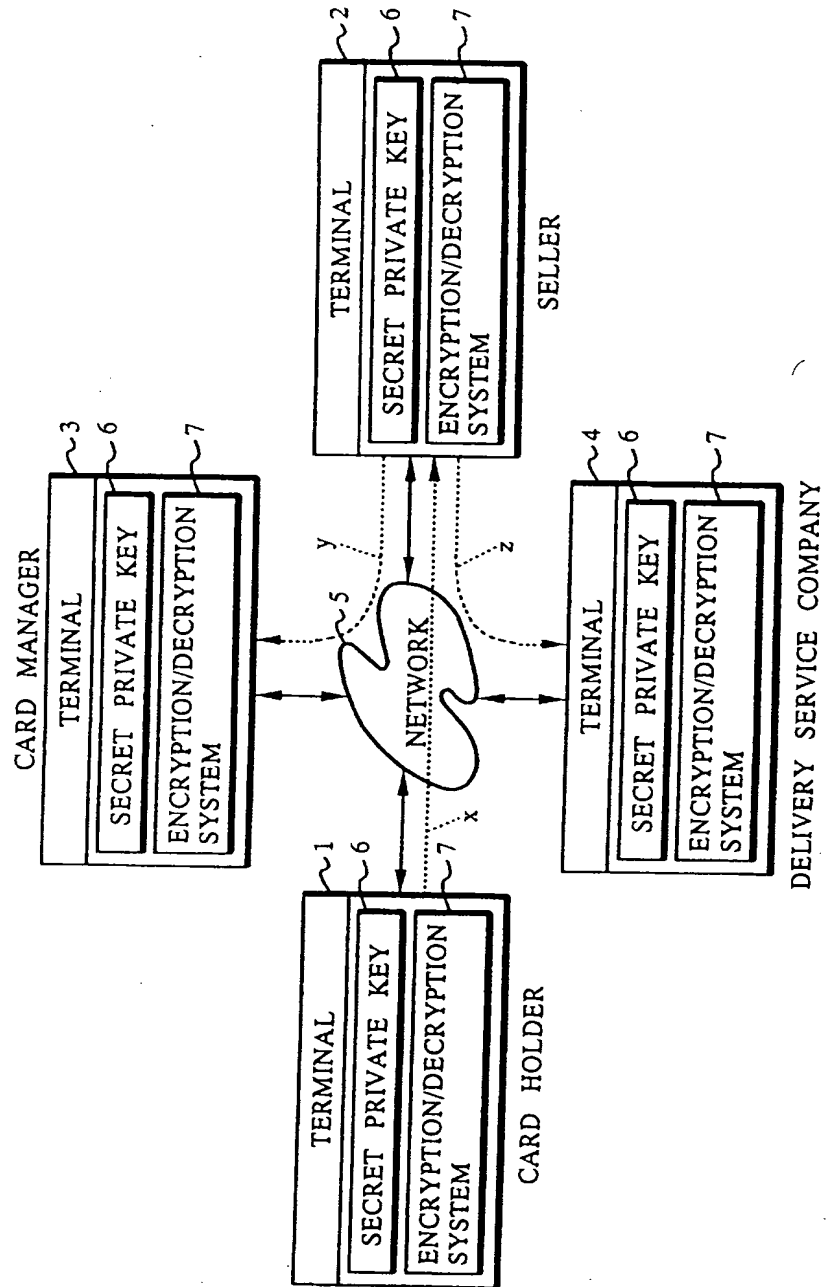 CARD MANAGER
3
TERMINAL
6
SECRET PRIVATE KEY
7
ENCRYPTION/DECRYPTION
SYSTEM
1
TERMINAL
6
SECRET PRIVATE KEY
7
ENCRYPTION/DECRYPTION
SYSTEM
CARD HOLDER
x
5
NETWORK
y
z
2
TERMINAL
6
SECRET PRIVATE KEY
7
ENCRYPTION/DECRYPTION
SYSTEM
SELLER
4
TERMINAL
6
SECRET PRIVATE KEY
7
ENCRYPTION/DECRYPTION
SYSTEM
DELIVERY SERVICE COMPANY